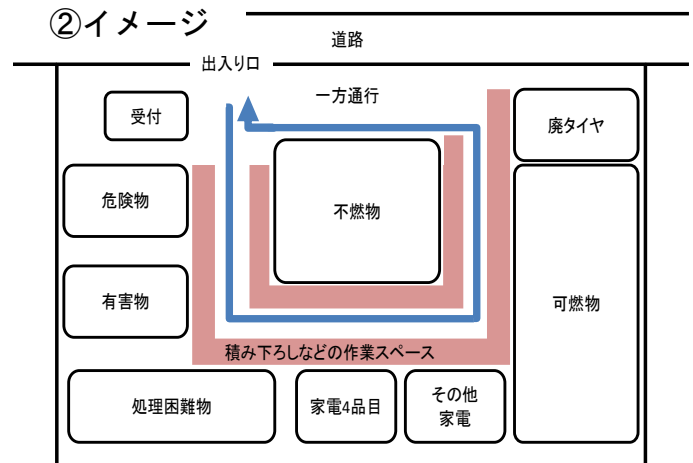 ②イメージ
道路
出入り口
一方通行
受付
廃タイヤ
危険物
不燃物
有害物
可燃物
積み下ろしなどの作業スペース
処理困難物
家電4品目
その他
家電